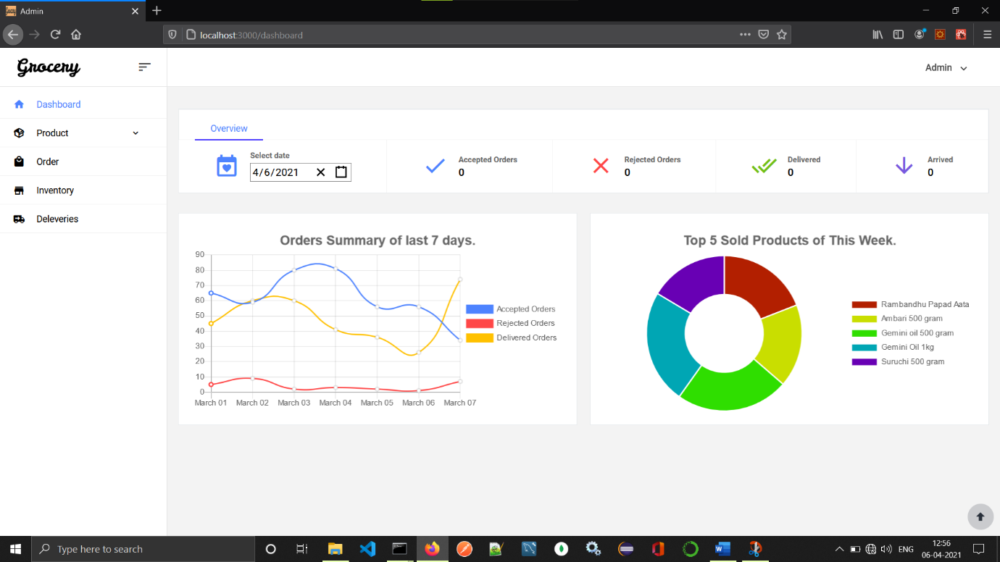 Admin
localhost:3000/dashboard
Grocery
Admin
Dashboard
Product
Order
Inventory
Deleveries
Overview
Select date
4/6/2021
Accepted Orders
0
Rejected Orders
0
Delivered
0
Arrived
0
Orders Summary of last 7 days.
90
80
70
60
50
40
30
20
10
0
March 01 March 02 March 03 March 04 March 05 March 06 March 07
Accepted Orders
Rejected Orders
Delivered Orders
Top 5 Sold Products of This Week.
Rambandhu Papad Aata
Ambari 500 gram
Gemini oil 500 gram
Gemini Oil 1kg
Suruchi 500 gram
Type here to search
ENG
12:56
06-04-2021